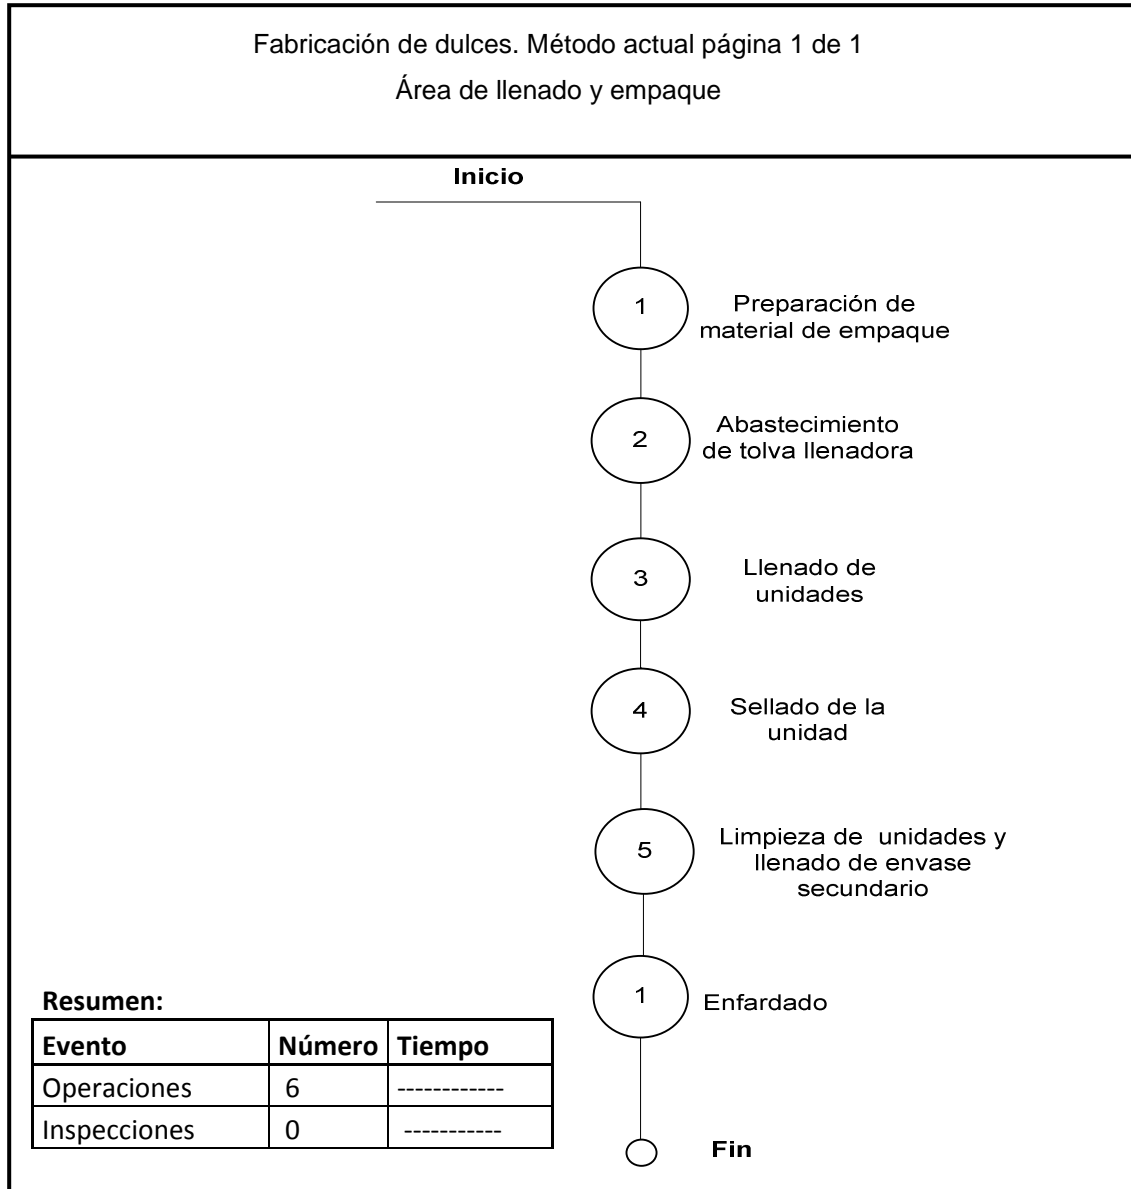 Fabricación de dulces. Método actual página 1 de 1
Área de llenado y empaque
Inicio
1
Preparación de
material de empaque
2
Abastecimiento
de tolva llenadora
3
Llenado de
unidades
4
Sellado de la
unidad
5
Limpieza de unidades y
llenado de envase
secundario
1
Enfardado
Resumen:
Evento Número Tiempo
Operaciones 6 ------------
Inspecciones 0 -----------
Fin